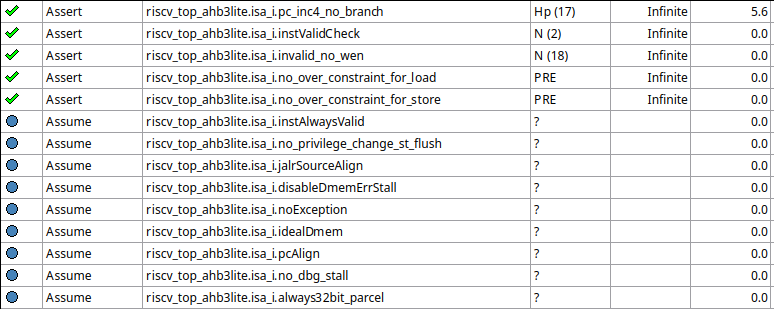 Assert riscv_top_ahb3lite.isa_i.pc_inc4_no_branch Hp (17) Infinite 5.6
Assert riscv_top_ahb3lite.isa_i.instValidCheck N (2) Infinite 0.0
Assert riscv_top_ahb3lite.isa_i.invalid_no_wen N (18) Infinite 0.0
Assert riscv_top_ahb3lite.isa_i.no_over_constraint_for_load PRE Infinite 0.0
Assert riscv_top_ahb3lite.isa_i.no_over_constraint_for_store PRE Infinite 0.0
Assume riscv_top_ahb3lite.isa_i.instAlwaysValid ? 0.0
Assume riscv_top_ahb3lite.isa_i.no_privilege_change_st_flush ? 0.0
Assume riscv_top_ahb3lite.isa_i.jalrSourceAlign ? 0.0
Assume riscv_top_ahb3lite.isa_i.disableDmemErrStall ? 0.0
Assume riscv_top_ahb3lite.isa_i.noException ? 0.0
Assume riscv_top_ahb3lite.isa_i.idealDmem ? 0.0
Assume riscv_top_ahb3lite.isa_i.pcAlign ? 0.0
Assume riscv_top_ahb3lite.isa_i.no_dbg_stall ? 0.0
Assume riscv_top_ahb3lite.isa_i.always32bit_parcel ? 0.0